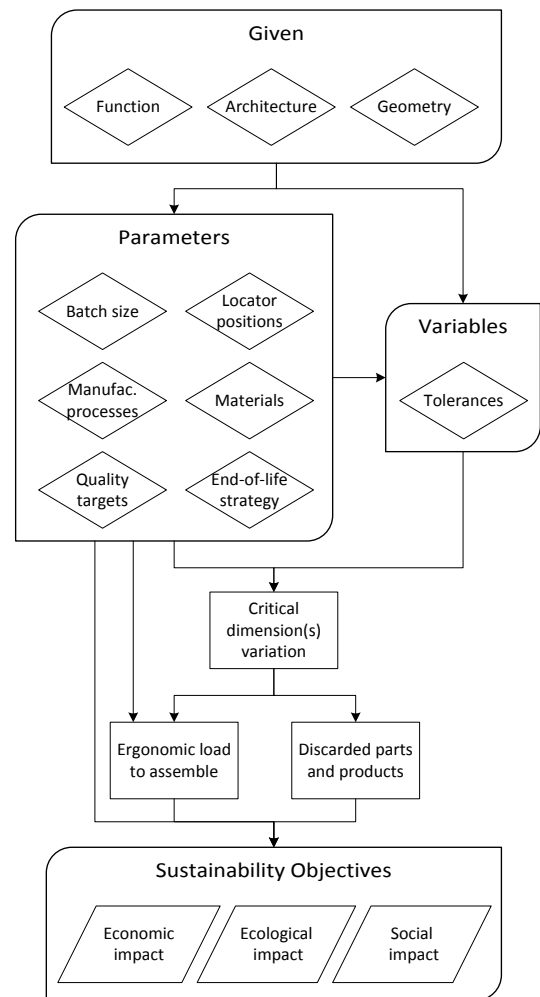 Given
Function
Architecture
Geometry
Parameters
Batch size
Locator
positions
Manufac.
processes
Materials
Quality
targets
End-of-life
strategy
Variables
Tolerances
Critical
dimension(s)
variation
Ergonomic load
to assemble
Discarded parts
and products
Sustainability Objectives
Economic
impact
Ecological
impact
Social
impact